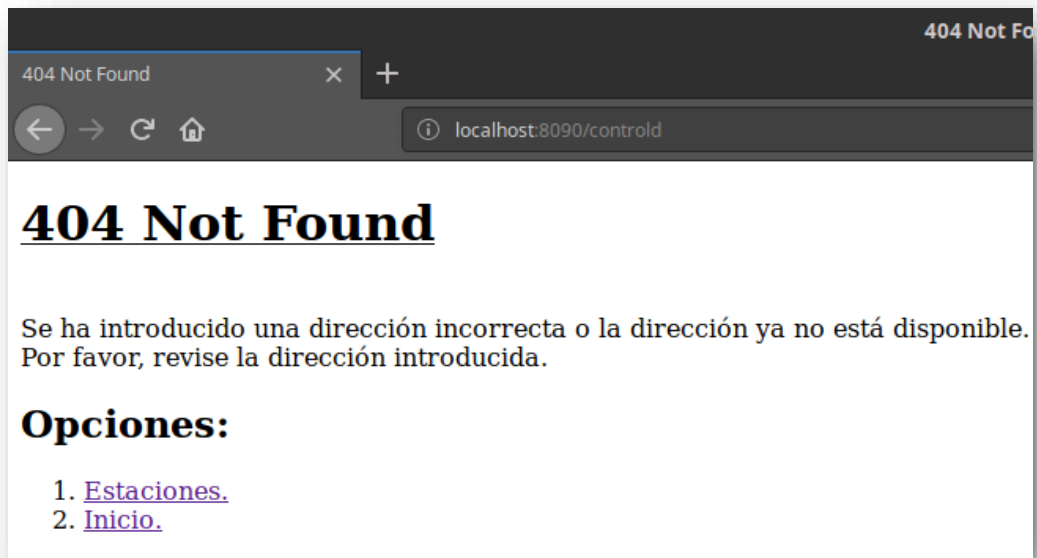 404 Not Fo
404 Not Found
localhost:8090/controld
404 Not Found
Se ha introducido una dirección incorrecta o la dirección ya no está disponible.
Por favor, revise la dirección introducida.
Opciones:
1. Estaciones.
2. Inicio.